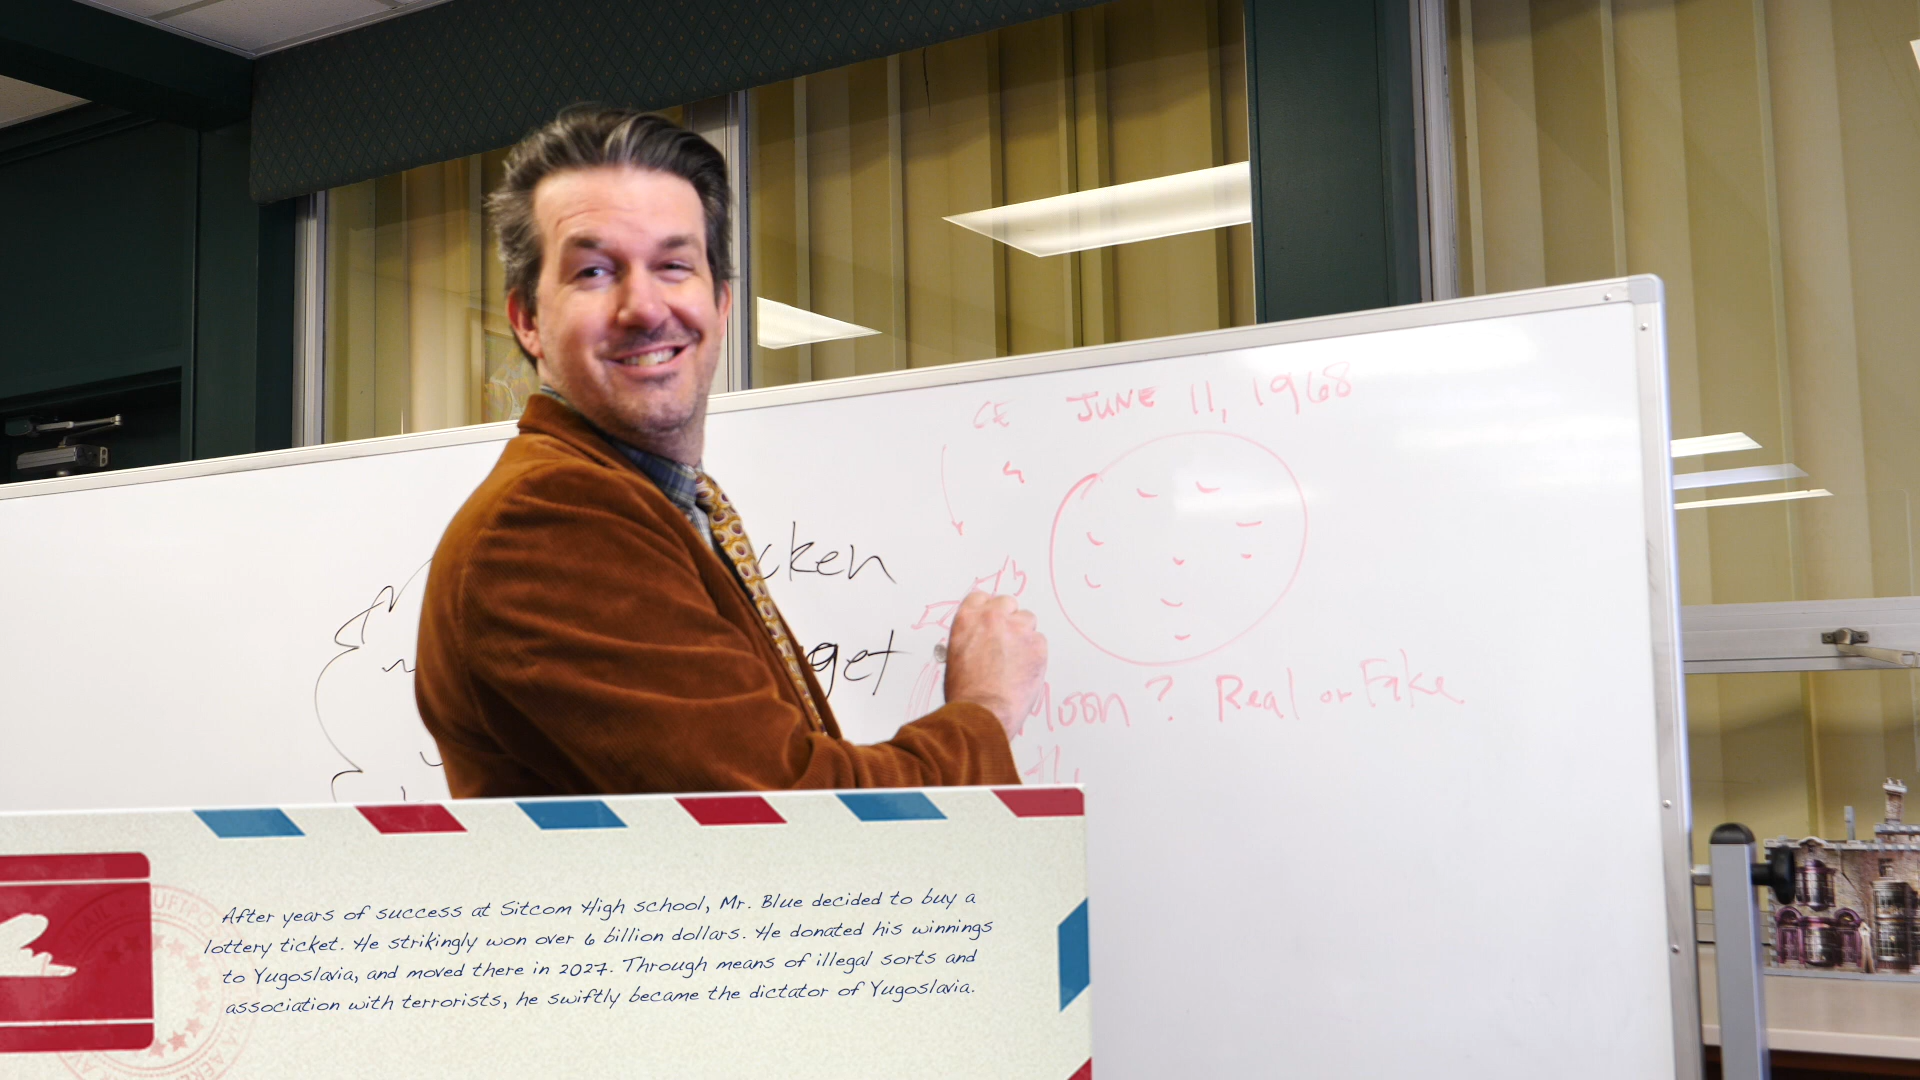 CE JUNE 11, 1968
cken
get
Moon? Real or Fake
After years of success at Sitcom High school, Mr. Blue decided to buy a
lottery ticket. He strikingly won over 6 billion dollars. He donated his winnings
to Yugoslavia, and moved there in 2027. Through means of illegal sorts and
association with terrorists, he swiftly became the dictator of Yugoslavia.